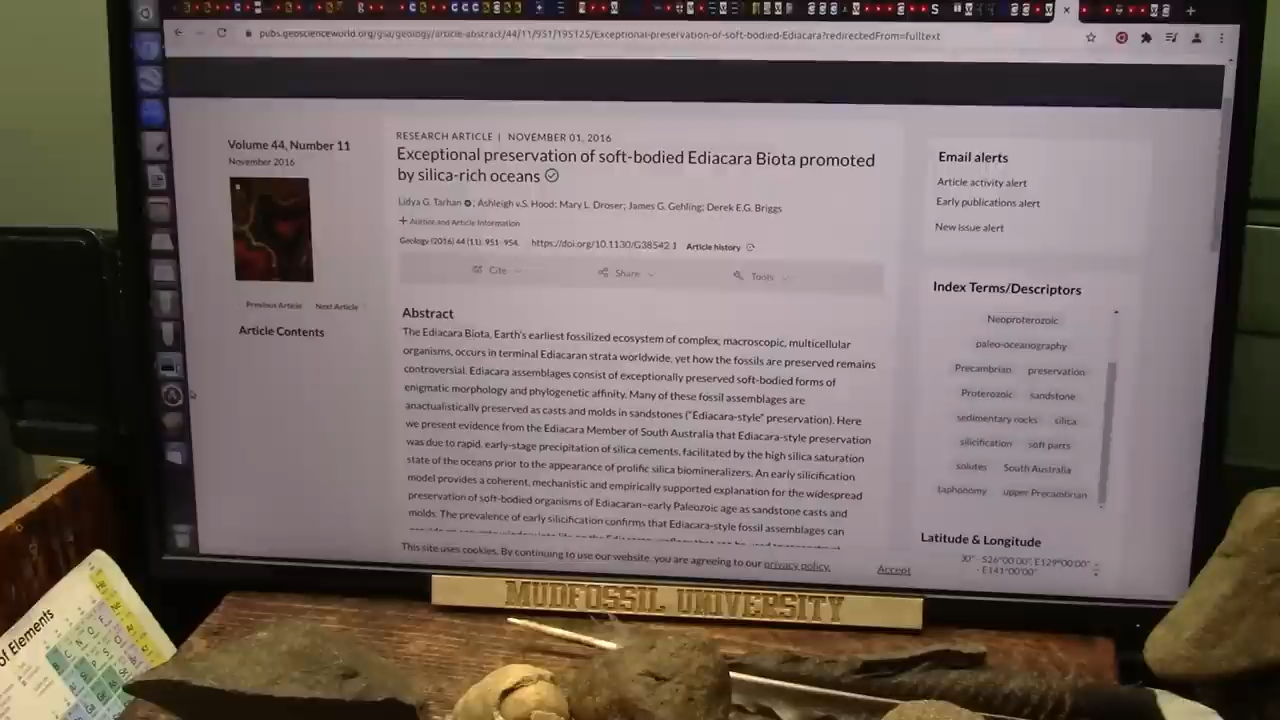 pubs.geoscienceworld.org/gsa/geology/article-abstract/44/11/951/195125/Exceptional-preservation-of-soft-bodied-Ediacara?redirectedFrom=fulltext
Volume 44, Number 11
November 2016
Previous Article Next Article
Article Contents
RESEARCH ARTICLE | NOVEMBER 01, 2016
Exceptional preservation of soft-bodied Ediacara Biota promoted
by silica-rich oceans
Lidya G. Tarhan; Ashleigh v.S. Hood; Mary L. Droser; James G. Gehling; Derek E.G. Briggs
+ Author and Article Information
Geology (2016) 44 (11): 951–954. https://doi.org/10.1130/G38542.1 Article history
Cite Share Tools
Abstract
The Ediacara Biota, Earth's earliest fossilized ecosystem of complex, macroscopic, multicellular
organisms, occurs in terminal Ediacaran strata worldwide, yet how the fossils are preserved remains
controversial. Ediacara assemblages consist of exceptionally preserved soft-bodied forms of
enigmatic morphology and phylogenetic affinity. Many of these fossil assemblages are
anactualistically preserved as casts and molds in sandstones ("Ediacara-style" preservation). Here
we present evidence from the Ediacara Member of South Australia that Ediacara-style preservation
was due to rapid, early-stage precipitation of silica cements, facilitated by the high silica saturation
state of the oceans prior to the appearance of prolific silica biomineralizers. An early silicification
model provides a coherent, mechanistic and empirically supported explanation for the widespread
preservation of soft-bodied organisms of Ediacaran–early Paleozoic age as sandstone casts and
molds. The prevalence of early silicification confirms that Ediacara-style fossil assemblages can
This site uses cookies. By continuing to use our website, you are agreeing to our privacy policy.
Accept
Email alerts
Article activity alert
Early publications alert
New issue alert
Index Terms/Descriptors
Neoproterozoic
paleo-oceanography
Precambrian preservation
Proterozoic sandstone
sedimentary rocks silica
silicification soft parts
solutes South Australia
taphonomy upper Precambrian
Latitude & Longitude
30° - S26°00'00", E129°00'00"
- E141°00'00"
MUDFOSSIL UNIVERSITY
of Elements